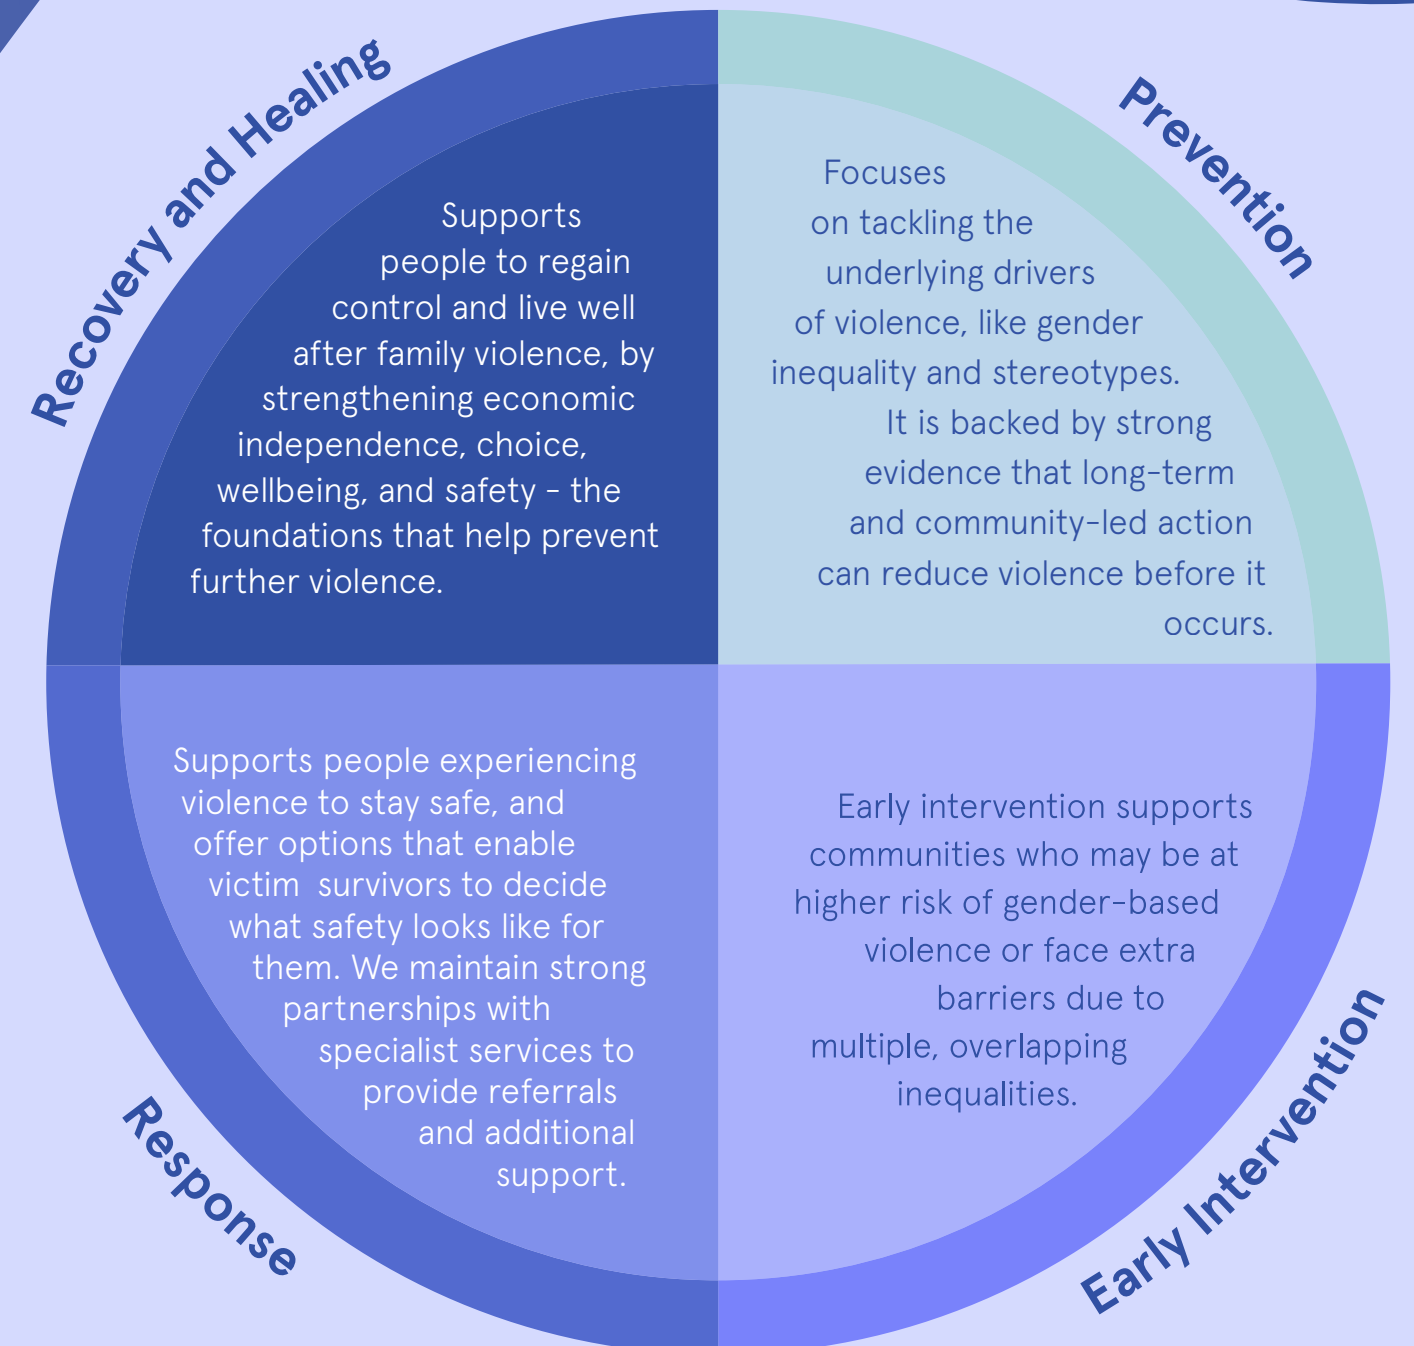 Recovery and Healing
Supports
people to regain
control and live well
after family violence, by
strengthening economic
independence, choice,
wellbeing, and safety - the
foundations that help prevent
further violence.
Prevention
Focuses
on tackling the
underlying drivers
of violence, like gender
inequality and stereotypes.
It is backed by strong
evidence that long-term
and community-led action
can reduce violence before it
occurs.
Response
Supports people experiencing
violence to stay safe, and
offer options that enable
victim  survivors to decide
what safety looks like for
them. We maintain strong
partnerships with
specialist services to
provide referrals
and additional
support.
Early Intervention
Early intervention supports
communities who may be at
higher risk of gender-based
violence or face extra
barriers due to
multiple, overlapping
inequalities.